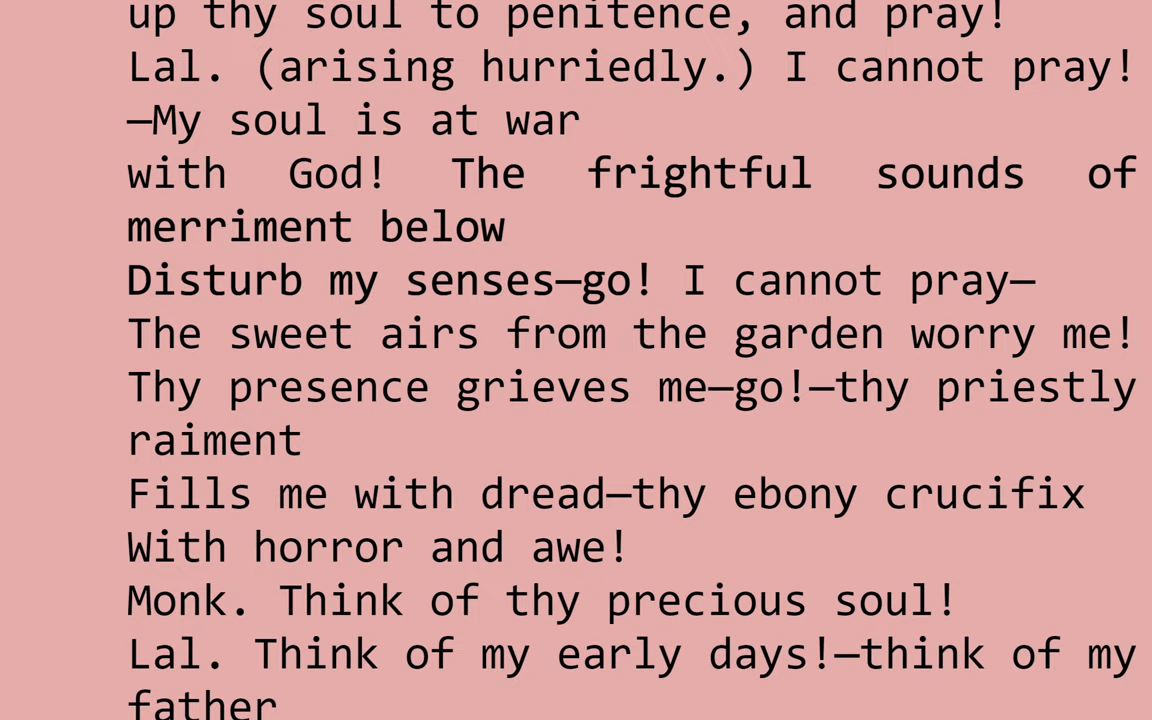 up thy soul to penitence, and pray!
Lal. (arising hurriedly.) I cannot pray!
—My soul is at war
with God! The frightful sounds of
merriment below
Disturb my senses—go! I cannot pray—
The sweet airs from the garden worry me!
Thy presence grieves me—go!—thy priestly
raiment
Fills me with dread—thy ebony crucifix
With horror and awe!
Monk. Think of thy precious soul!
Lal. Think of my early days!—think of my
father